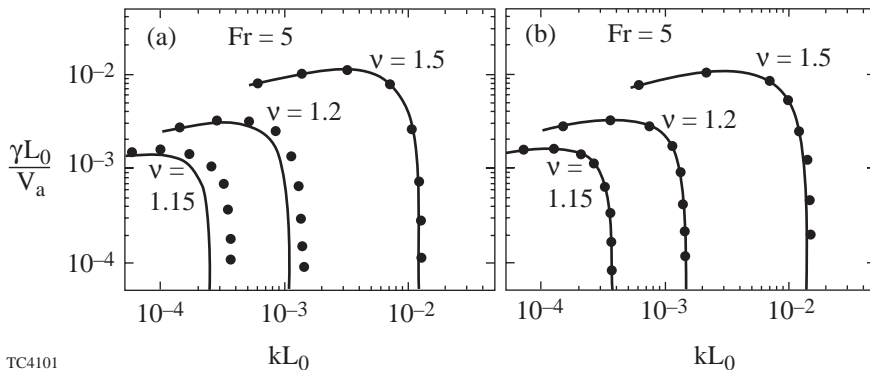 (a)
Fr = 5
ν = 1.5
ν = 1.2
ν =
1.15
(b)
Fr = 5
ν = 1.5
ν = 1.2
ν =
1.15
10⁻²
10⁻³
10⁻⁴
γL₀
Vₐ
10⁻⁴
10⁻³
10⁻²
10⁻⁴
10⁻³
10⁻²
kL₀
kL₀
TC4101